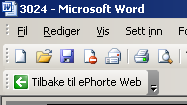 3024 - Microsoft Word
Fil Rediger Vis Sett inn F
Tilbake til ePhorte Web